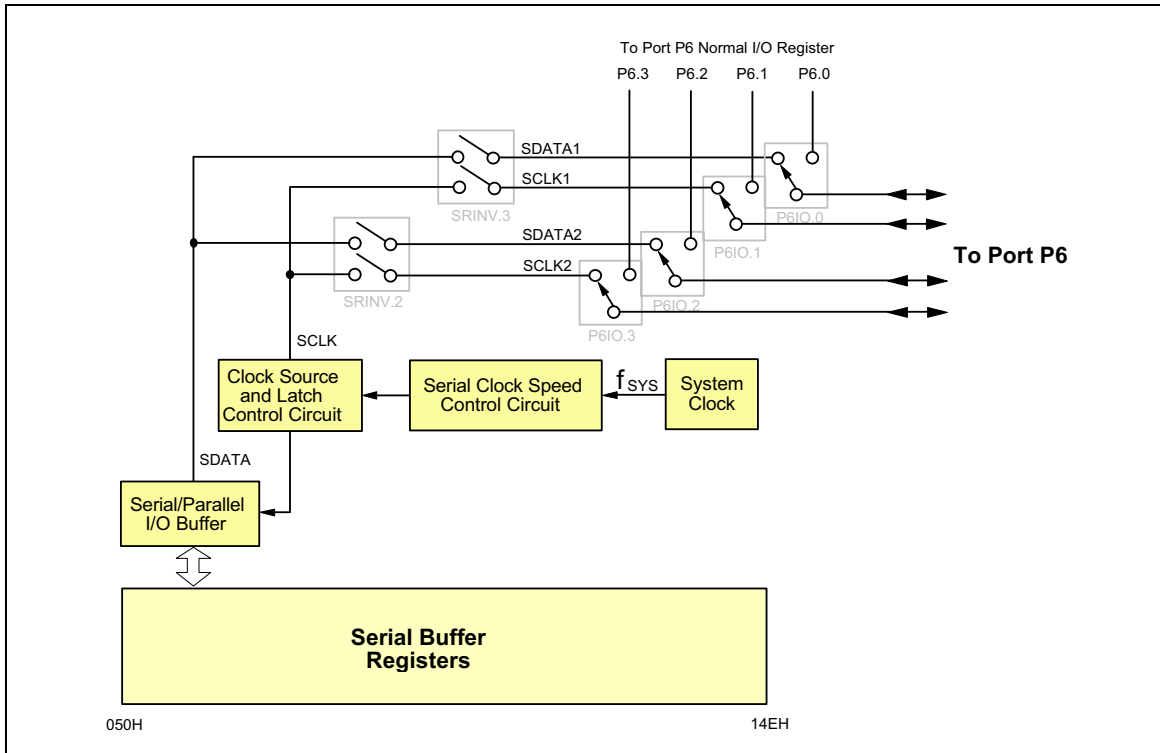 To Port P6 Normal I/O Register
P6.3 P6.2 P6.1 P6.0
SDATA1
SCLK1
P6IO.0
SRINV.3
SDATA2
P6IO.1
To Port P6
SCLK2
SRINV.2
P6IO.2
P6IO.3
SCLK
Clock Source
and Latch
Control Circuit
Serial Clock Speed
Control Circuit
fSYS
System
Clock
SDATA
Serial/Parallel
I/O Buffer
Serial Buffer
Registers
050H
14EH